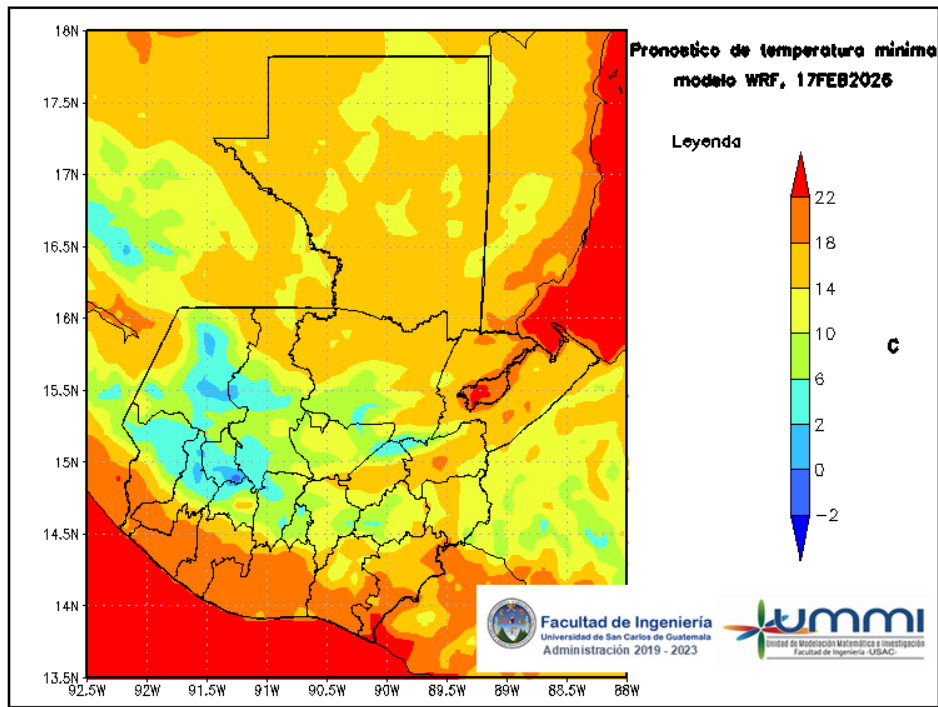 Pronostico de temperatura minima
modelo WRF, 17FEB2026
Leyenda
22
18
14
10
6
2
0
−2
C
18N
17.5N
17N
16.5N
16N
15.5N
15N
14.5N
14N
13.5N
92.5W
92W
91.5W
91W
90.5W
90W
89.5W
89W
88.5W
88W
Facultad de Ingeniería
Universidad de San Carlos de Guatemala
Administración 2019 - 2023
ummi
Unidad de Modelación Matemática e Investigación
Facultad de Ingeniería -USAC-